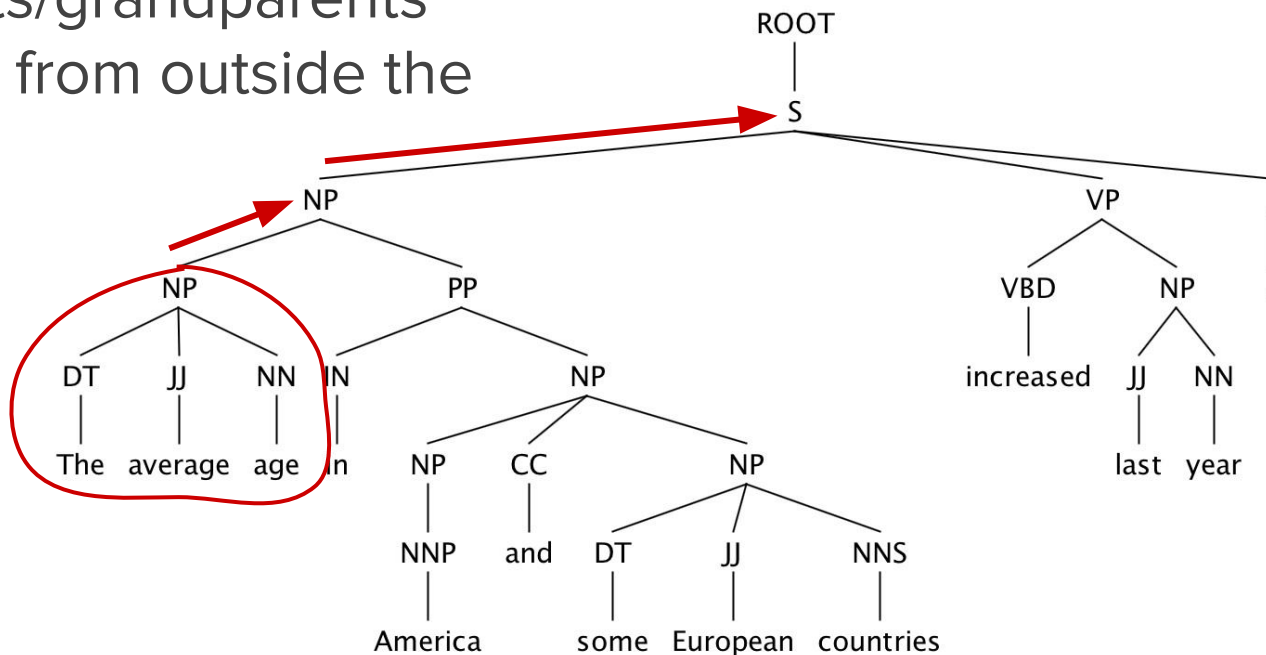 ts/grandparents
from outside the
ROOT
S
NP VP
NP PP VBD NP
DT JJ NN IN NP increased JJ NN
The average age in NP CC NP last year
NNP and DT JJ NNS
America some European countries